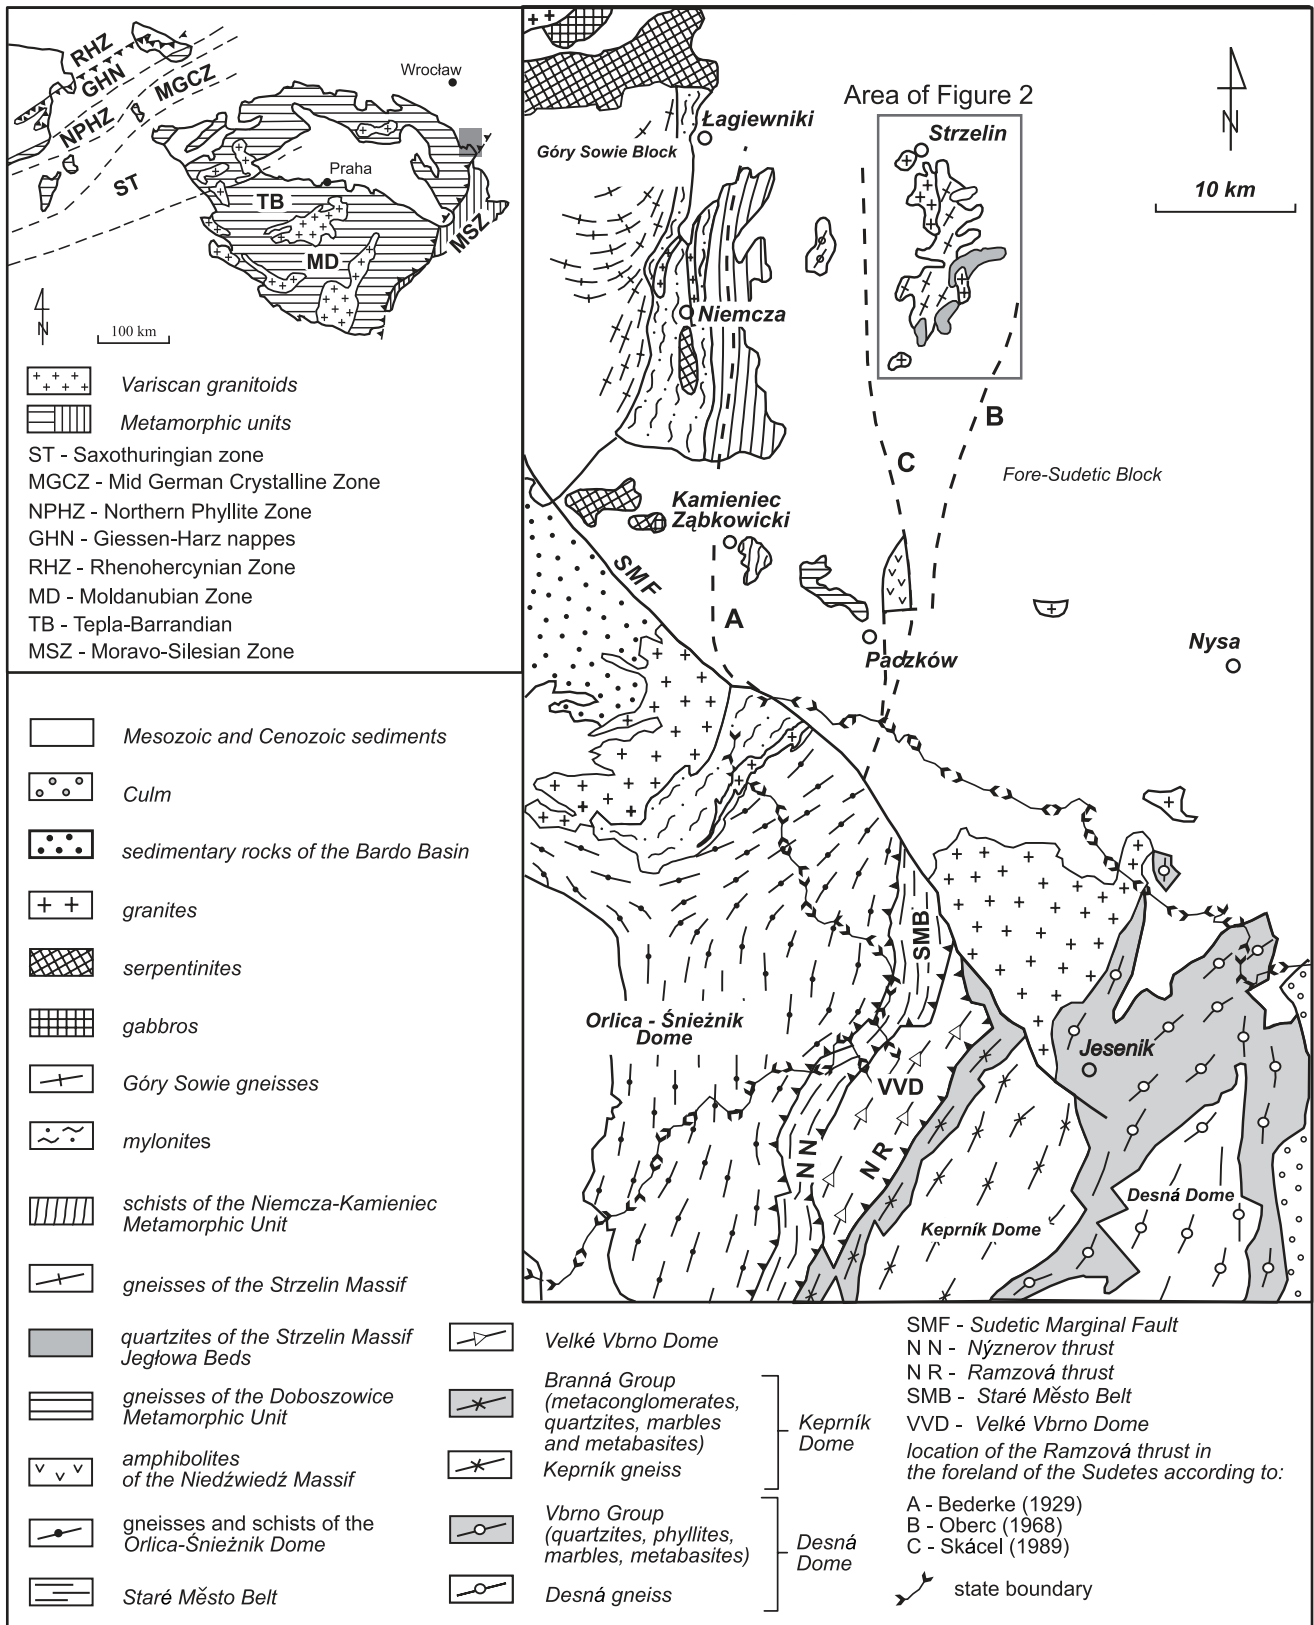 RHZ
GHN
MGCZ
NPHZ
ST
Wrocław
Praha
TB
MD
MSZ
N
100 km
Variscan granitoids
Metamorphic units
ST - Saxothuringian zone
MGCZ - Mid German Crystalline Zone
NPHZ - Northern Phyllite Zone
GHN - Giessen-Harz nappes
RHZ - Rhenohercynian Zone
MD - Moldanubian Zone
TB - Tepla-Barrandian
MSZ - Moravo-Silesian Zone
Area of Figure 2
Łagiewniki
Strzelin
Góry Sowie Block
N
10 km
Niemcza
B
C
Fore-Sudetic Block
Kamieniec
Ząbkowicki
SMF
A
Paczków
Nysa
SMB
Orlica - Śnieżnik
Dome
Jesenik
VVD
N N
N R
Desná Dome
Keprník Dome
Mesozoic and Cenozoic sediments
Culm
sedimentary rocks of the Bardo Basin
granites
serpentinites
gabbros
Góry Sowie gneisses
mylonites
schists of the Niemcza-Kamieniec
Metamorphic Unit
gneisses of the Strzelin Massif
quartzites of the Strzelin Massif
Jegłowa Beds
gneisses of the Doboszowice
Metamorphic Unit
amphibolites
of the Niedźwiedź Massif
gneisses and schists of the
Orlica-Śnieżnik Dome
Staré Město Belt
Velké Vbrno Dome
Branná Group
(metaconglomerates,
quartzites, marbles
and metabasites)
Keprník gneiss
Keprník
Dome
Vbrno Group
(quartzites, phyllites,
marbles, metabasites)
Desná gneiss
Desná
Dome
SMF - Sudetic Marginal Fault
N N - Nýznerov thrust
N R - Ramzová thrust
SMB - Staré Město Belt
VVD - Velké Vbrno Dome
location of the Ramzová thrust in
the foreland of the Sudetes according to:
A - Bederke (1929)
B - Oberc (1968)
C - Skácel (1989)
state boundary